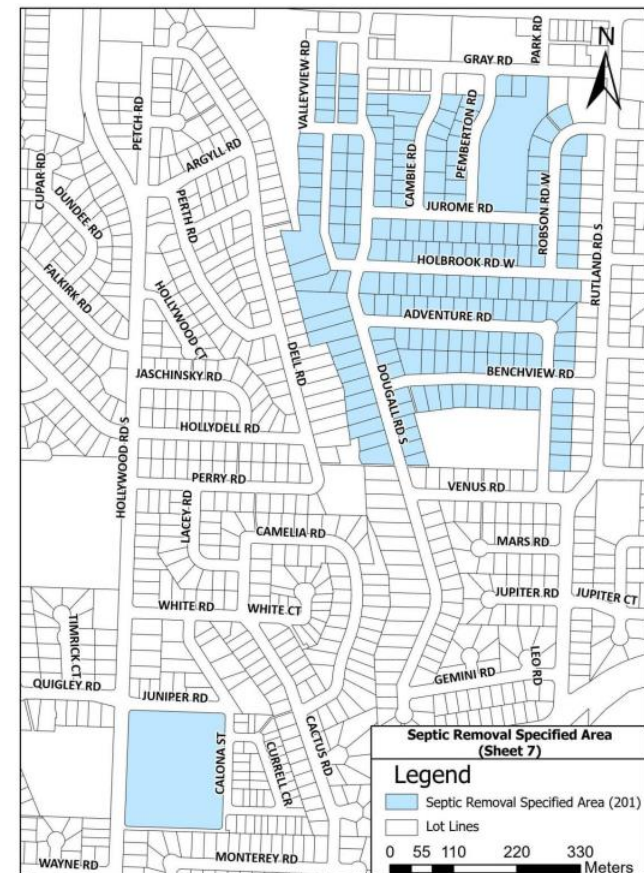 PARK RD
N
GRAY RD
VALLEYVIEW RD
PETCH RD
ARGYLL RD
CUPAR RD
DUNDEE RD
PERTH RD
CAMBIE RD
PEMBERTON RD
JUROME RD
ROBSON RD W
HOLBROOK RD W
RUTLAND RD S
FALKIRK RD
HOLLYWOOD CT
ADVENTURE RD
DELL RD
JASCHINSKY RD
BENCHVIEW RD
DOUGALL RD S
HOLLYDELL RD
HOLLYWOOD RD S
PERRY RD
VENUS RD
LACEY RD
CAMELIA RD
MARS RD
WHITE RD
WHITE CT
JUPITER RD
JUPITER CT
TIMRICK CT
LEO RD
GEMINI RD
QUIGLEY RD
JUNIPER RD
CALONA ST
CACTUS RD
CURRELL CR
WAYNE RD
MONTEREY RD
Septic Removal Specified Area
(Sheet 7)
Legend
Septic Removal Specified Area (201)
Lot Lines
0 55 110 220 330
Meters